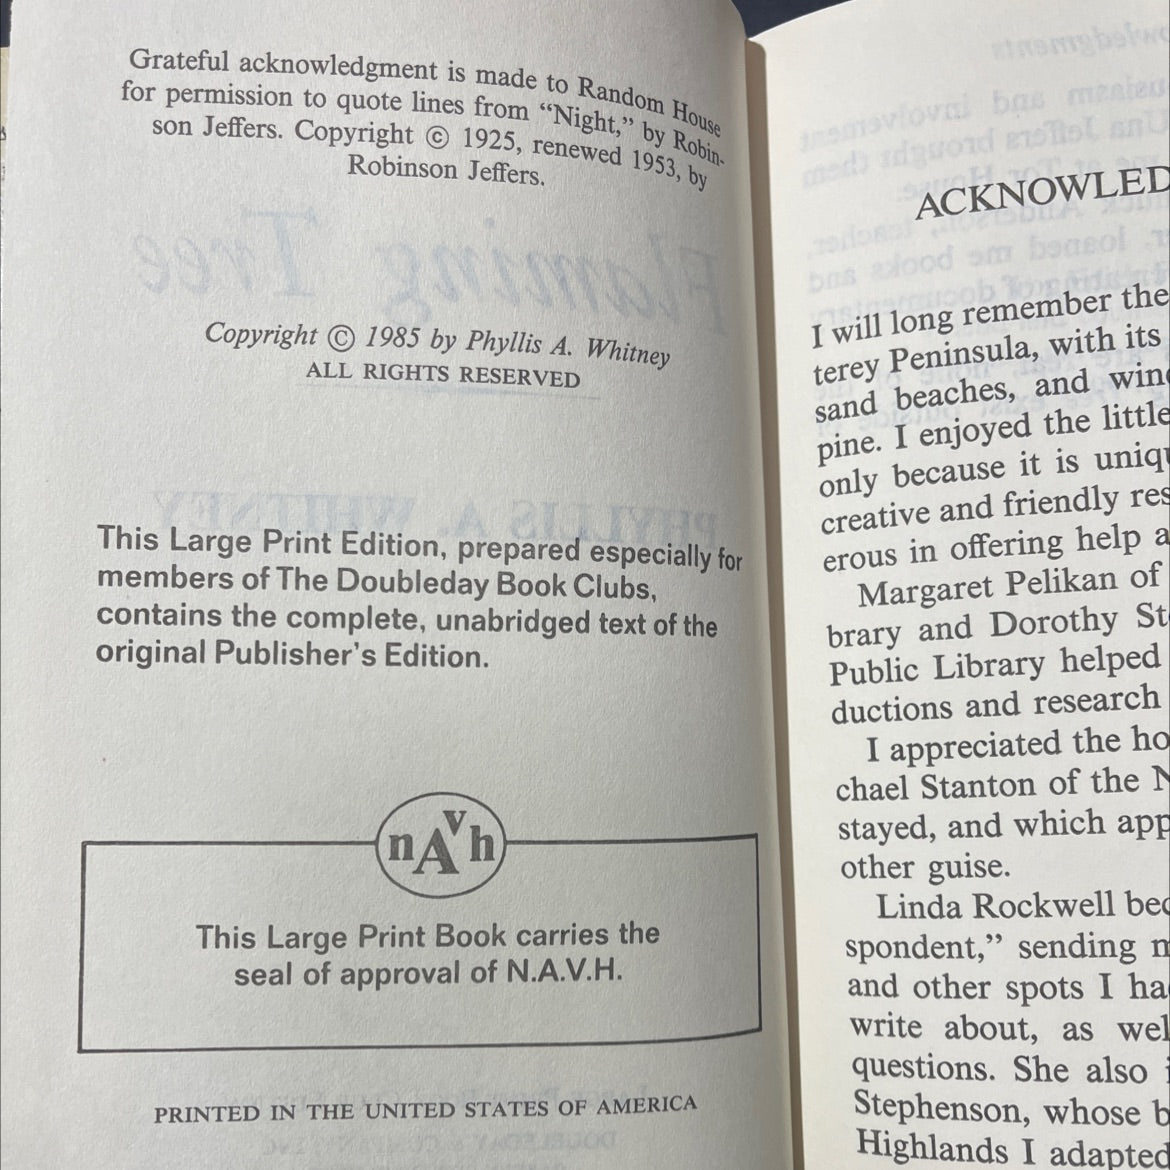 Grateful acknowledgment is made to Random House
for permission to quote lines from “Night,” by Robin-
son Jeffers. Copyright © 1925, renewed 1953, by
Robinson Jeffers.
Copyright © 1985 by Phyllis A. Whitney
ALL RIGHTS RESERVED
This Large Print Edition, prepared especially for
members of The Doubleday Book Clubs,
contains the complete, unabridged text of the
original Publisher’s Edition.
nAvh
This Large Print Book carries the
seal of approval of N.A.V.H.
PRINTED IN THE UNITED STATES OF AMERICA
ACKNOWLED
I will long remember the
terey Peninsula, with its
sand beaches, and win
pine. I enjoyed the little
only because it is uniq
creative and friendly res
erous in offering help a
Margaret Pelikan of
brary and Dorothy St
Public Library helped
ductions and research
I appreciated the ho
chael Stanton of the N
stayed, and which app
other guise.
Linda Rockwell bec
spondent,” sending m
and other spots I ha
write about, as wel
questions. She also i
Stephenson, whose b
Highlands I adapted